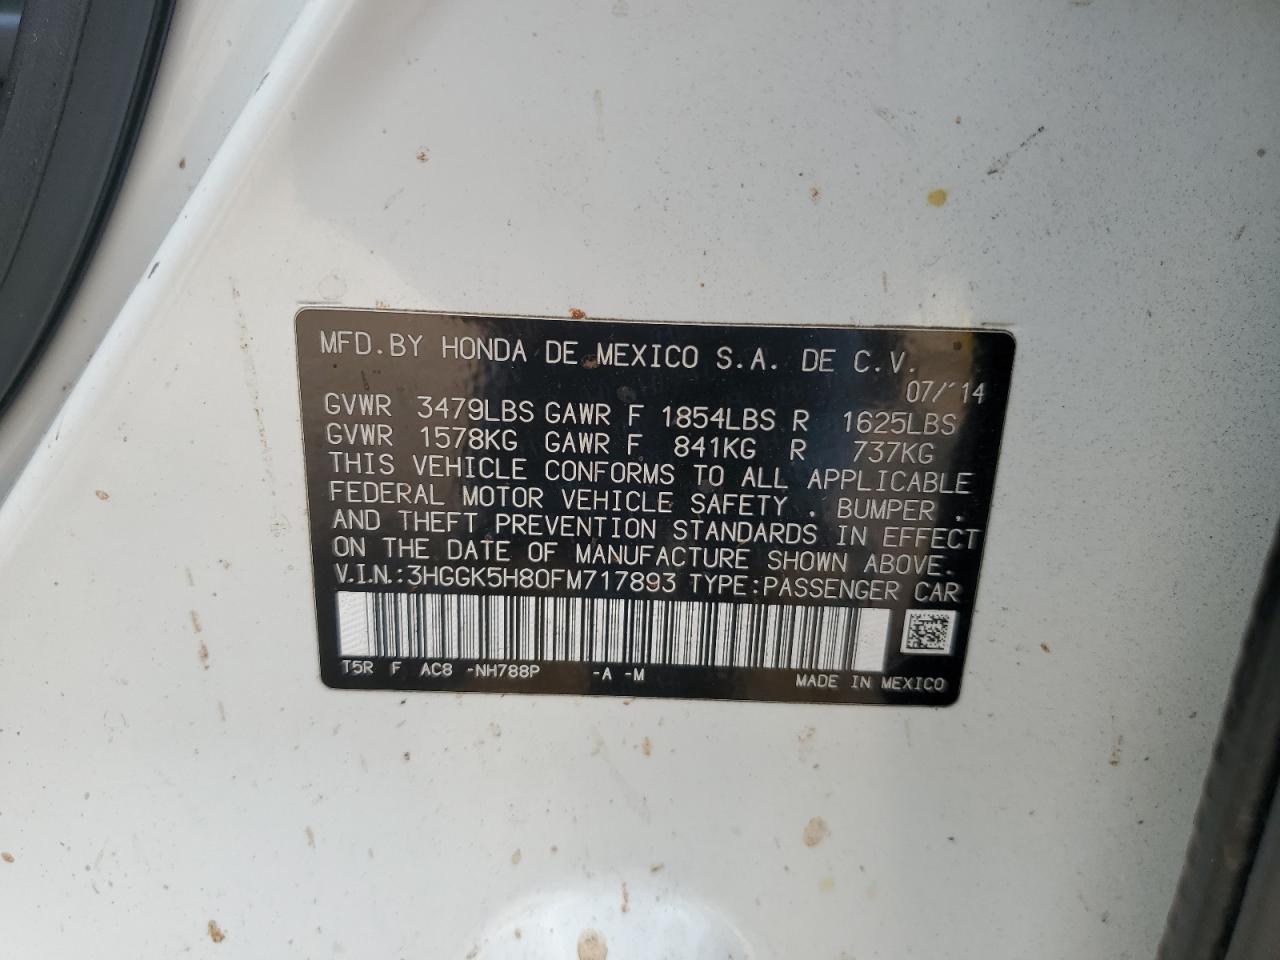 MFD.BY HONDA DE MEXICO S.A. DE C.V.
07/'14
GVWR 3479LBS GAWR F 1854LBS R 1625LBS
GVWR 1578KG GAWR F 841KG R 737KG
THIS VEHICLE CONFORMS TO ALL APPLICABLE
FEDERAL MOTOR VEHICLE SAFETY , BUMPER ,
AND THEFT PREVENTION STANDARDS IN EFFECT
ON THE DATE OF MANUFACTURE SHOWN ABOVE.
V.I.N.:3HGGK5H80FM717893 TYPE:PASSENGER CAR
T5R F AC8 -NH788P -A -M MADE IN MEXICO